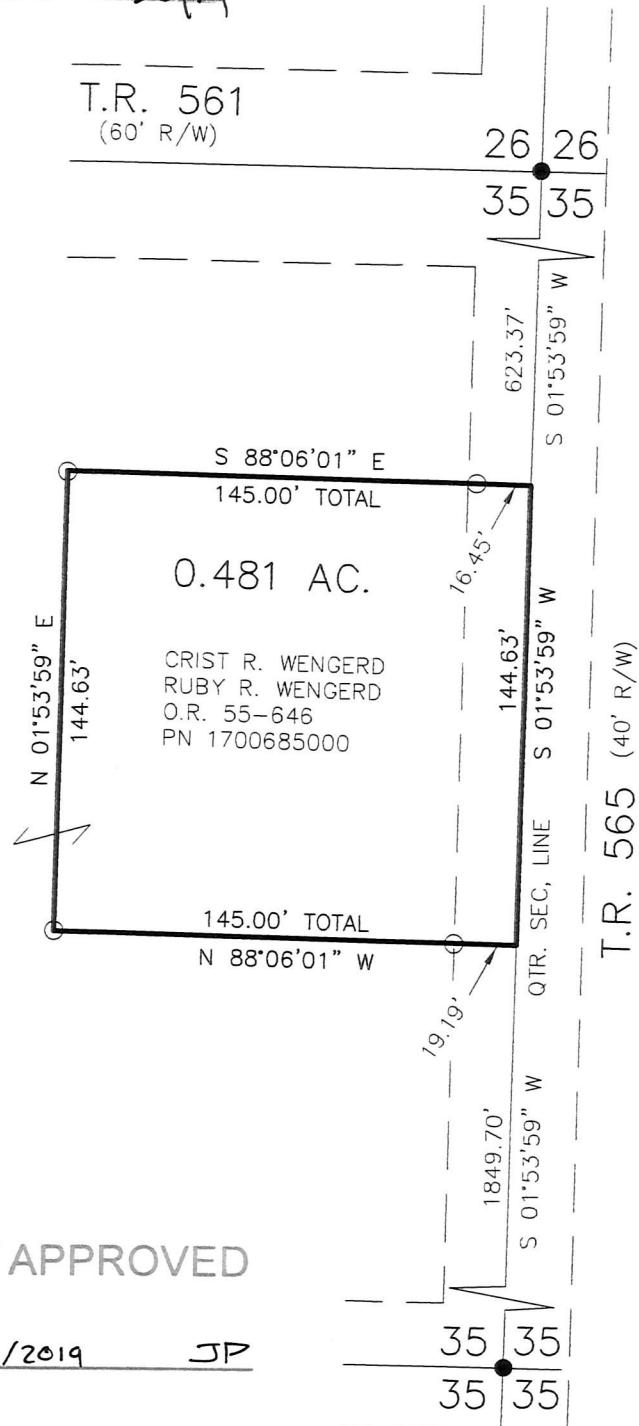 T.R. 561
(60' R/W)
26 26
35 35
623.37'
S 01°53'59" W
S 88°06'01" E
145.00' TOTAL
16.45'
0.481 AC.
CRIST R. WENGERD
RUBY R. WENGERD
O.R. 55-646
PN 1700685000
N 01°53'59" E
144.63'
144.63'
S 01°53'59" W
T.R. 565 (40' R/W)
145.00' TOTAL
N 88°06'01" W
19.19'
QTR. SEC, LINE
1849.70'
S 01°53'59" W
APPROVED
/2019 JP
35 35
35 35